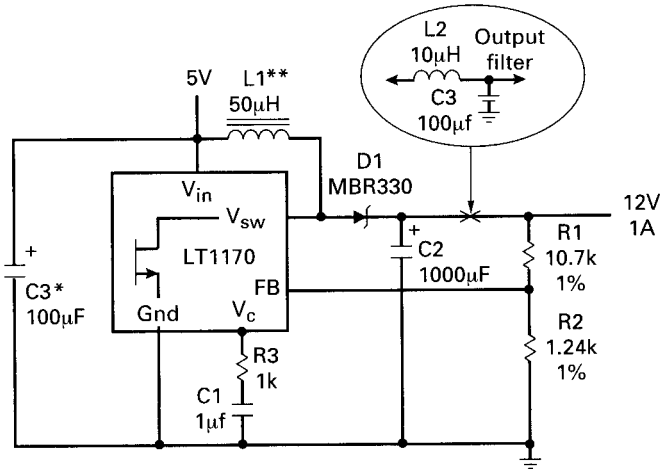 L2
10μH
Output
filter
C3
100μf
5V
L1**
50μH
D1
MBR330
Vin
Vsw
LT1170
FB
Gnd
Vc
C3*
100μF
+
+
C2
1000μF
12V
1A
R1
10.7k
1%
R2
1.24k
1%
R3
1k
C1
1μf